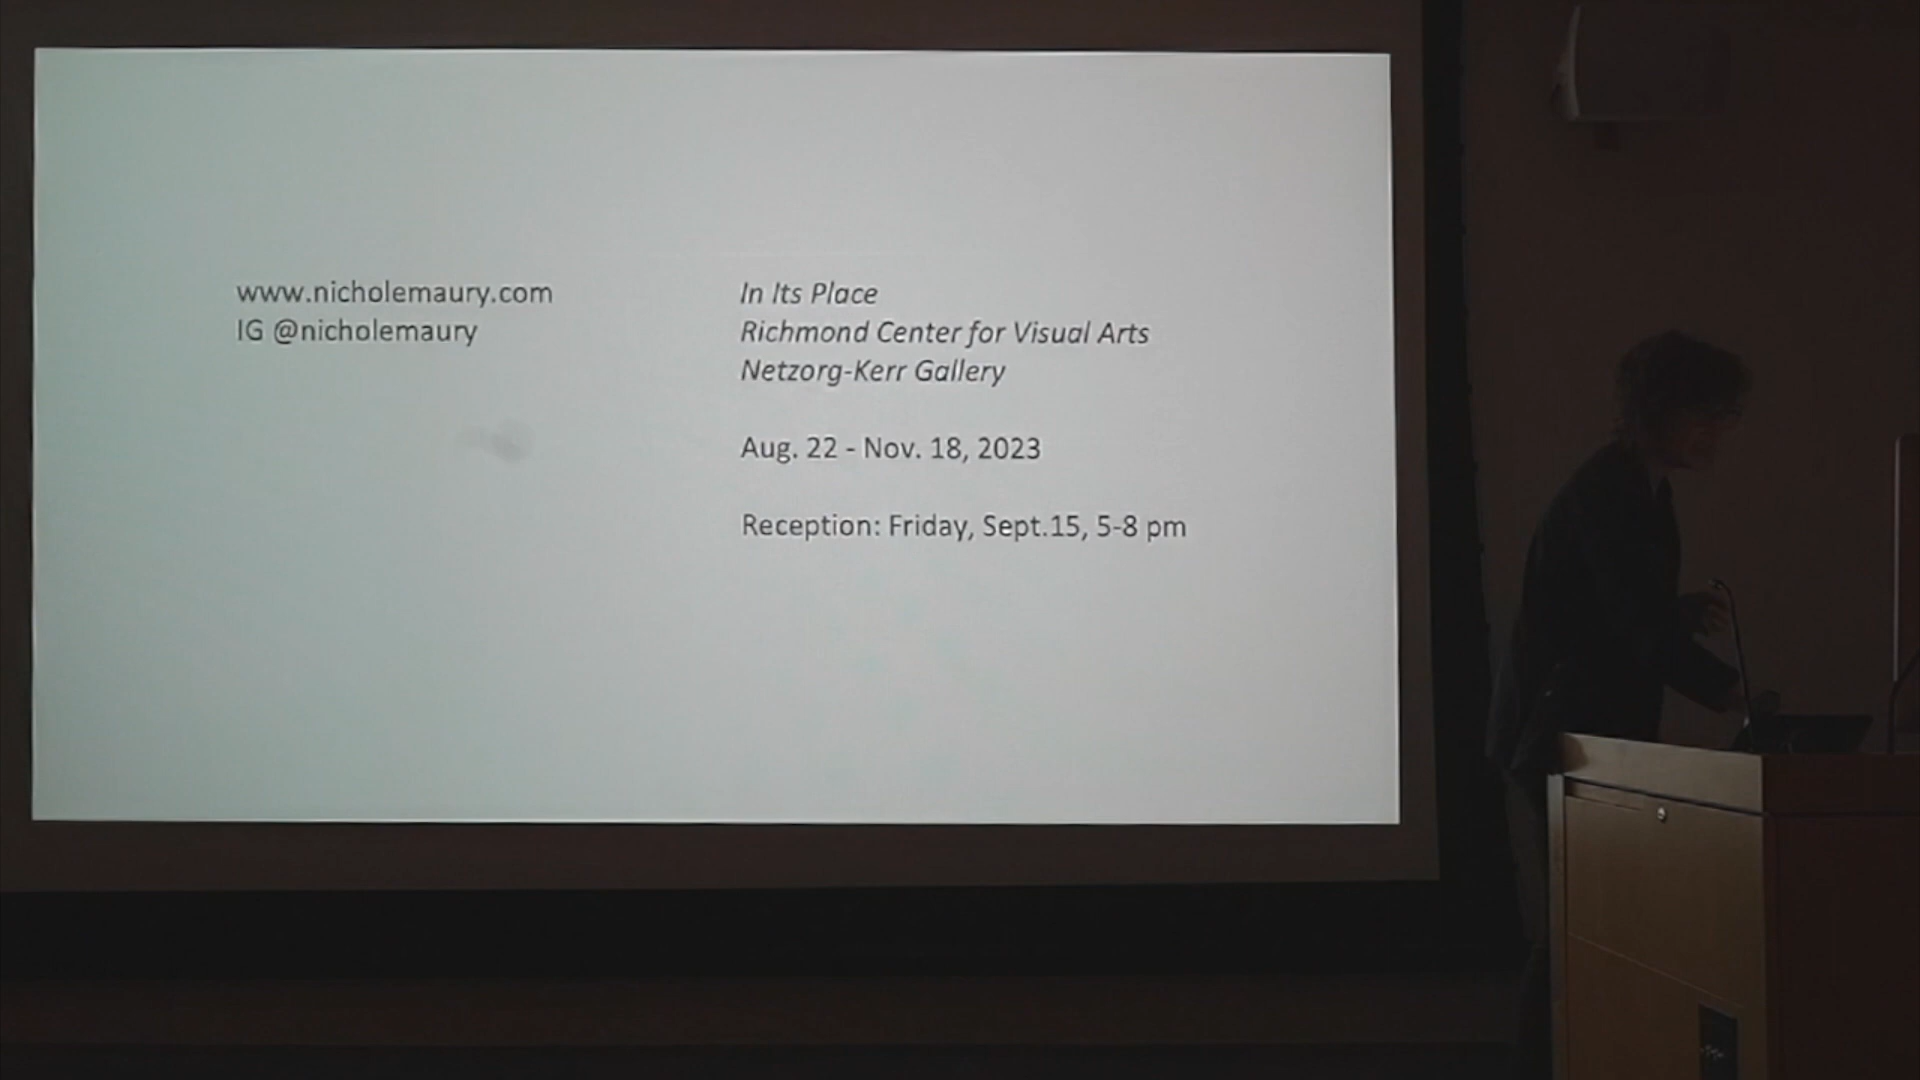 www.nicholemaury.com
IG @nicholemaury
In Its Place
Richmond Center for Visual Arts
Netzorg-Kerr Gallery
Aug. 22 - Nov. 18, 2023
Reception: Friday, Sept.15, 5-8 pm